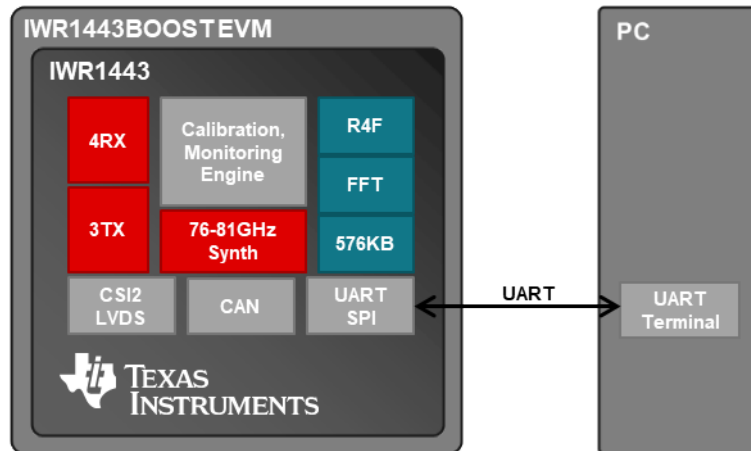 IWR1443BOOSTEVM
IWR1443
4RX
Calibration,
Monitoring
Engine
R4F
FFT
3TX
76-81GHz
Synth
576KB
CSI2
LVDS
CAN
UART
SPI
TEXAS
INSTRUMENTS
UART
PC
UART
Terminal